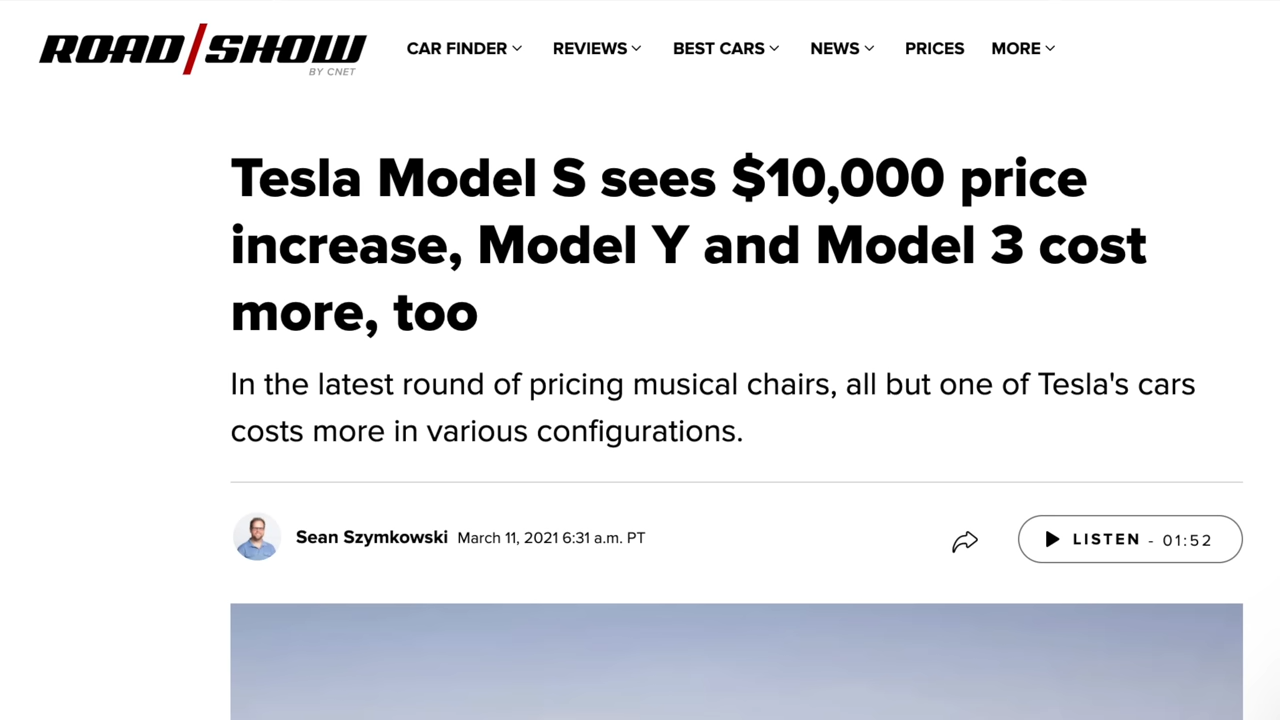 ROAD/SHOW
BY CNET
CAR FINDER
REVIEWS
BEST CARS
NEWS
PRICES
MORE
Tesla Model S sees $10,000 price
increase, Model Y and Model 3 cost
more, too
In the latest round of pricing musical chairs, all but one of Tesla's cars
costs more in various configurations.
Sean Szymkowski March 11, 2021 6:31 a.m. PT
LISTEN - 01:52